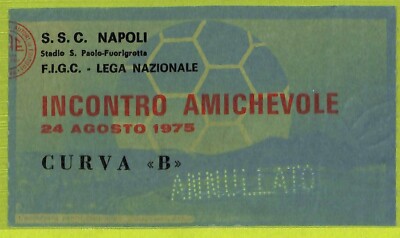 S. S. C. NAPOLI
Stadio S. Paolo-Fuorigrotta
F.I.G.C. - LEGA NAZIONALE
INCONTRO AMICHEVOLE
24 AGOSTO 1975
CURVA «B»
ANNULLATO